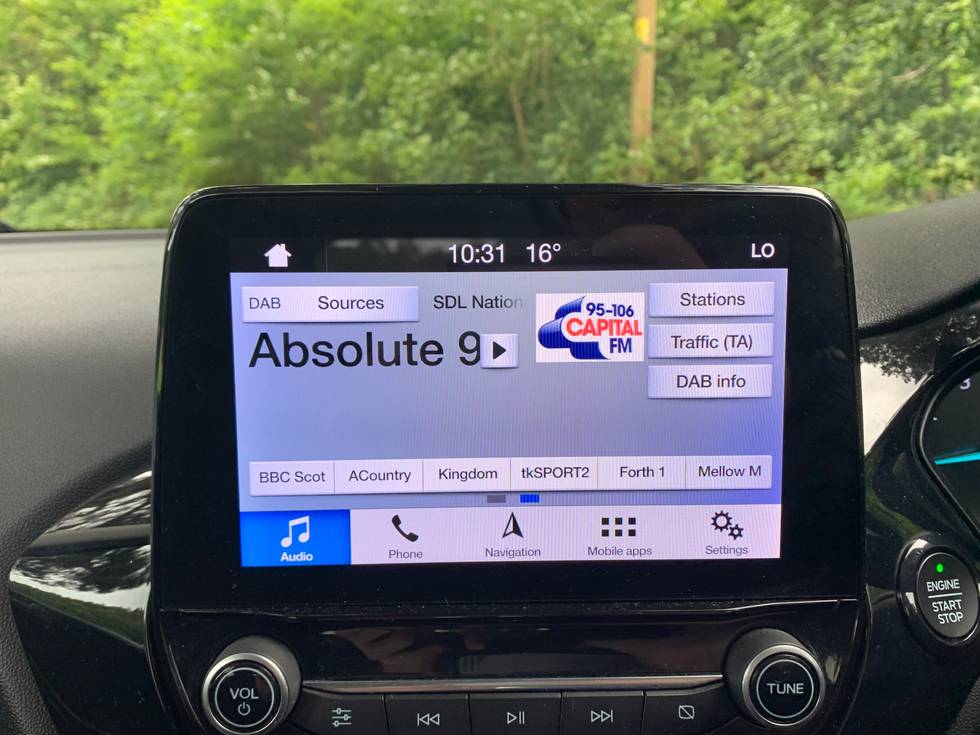 10:31 16° LO
DAB Sources SDL Nation
95-106
CAPITAL
FM
Stations
Absolute 9
Traffic (TA)
DAB info
BBC Scot ACountry Kingdom tkSPORT2 Forth 1 Mellow M
Audio Phone Navigation Mobile apps Settings
ENGINE
START
STOP
VOL
TUNE
3